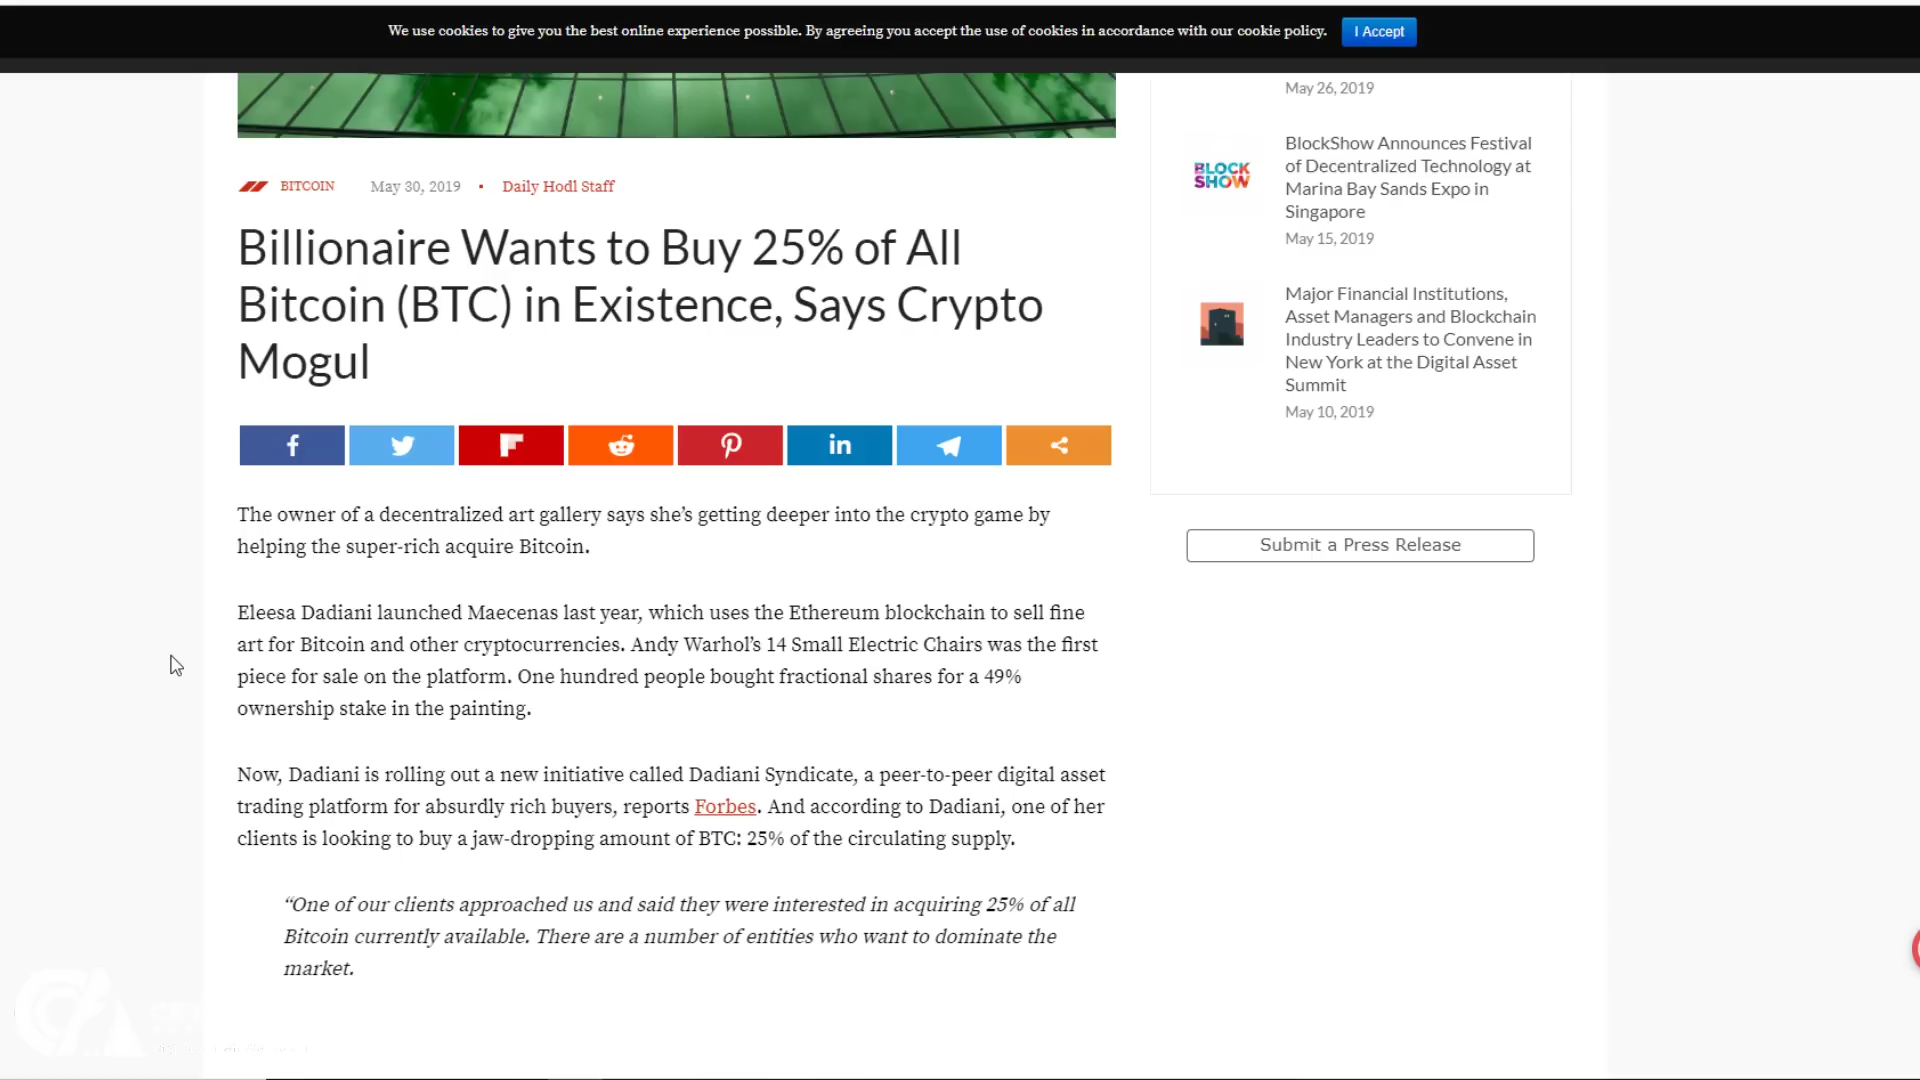 We use cookies to give you the best online experience possible. By agreeing you accept the use of cookies in accordance with our cookie policy.
I Accept
BITCOIN
May 30, 2019
Daily Hodl Staff
Billionaire Wants to Buy 25% of All
Bitcoin (BTC) in Existence, Says Crypto
Mogul
The owner of a decentralized art gallery says she’s getting deeper into the crypto game by
helping the super-rich acquire Bitcoin.
Eleesa Dadiani launched Maecenas last year, which uses the Ethereum blockchain to sell fine
art for Bitcoin and other cryptocurrencies. Andy Warhol’s 14 Small Electric Chairs was the first
piece for sale on the platform. One hundred people bought fractional shares for a 49%
ownership stake in the painting.
Now, Dadiani is rolling out a new initiative called Dadiani Syndicate, a peer-to-peer digital asset
trading platform for absurdly rich buyers, reports Forbes. And according to Dadiani, one of her
clients is looking to buy a jaw-dropping amount of BTC: 25% of the circulating supply.
“One of our clients approached us and said they were interested in acquiring 25% of all
Bitcoin currently available. There are a number of entities who want to dominate the
market.
May 26, 2019
BLOCK
SHOW
BlockShow Announces Festival
of Decentralized Technology at
Marina Bay Sands Expo in
Singapore
May 15, 2019
Major Financial Institutions,
Asset Managers and Blockchain
Industry Leaders to Convene in
New York at the Digital Asset
Summit
May 10, 2019
Submit a Press Release